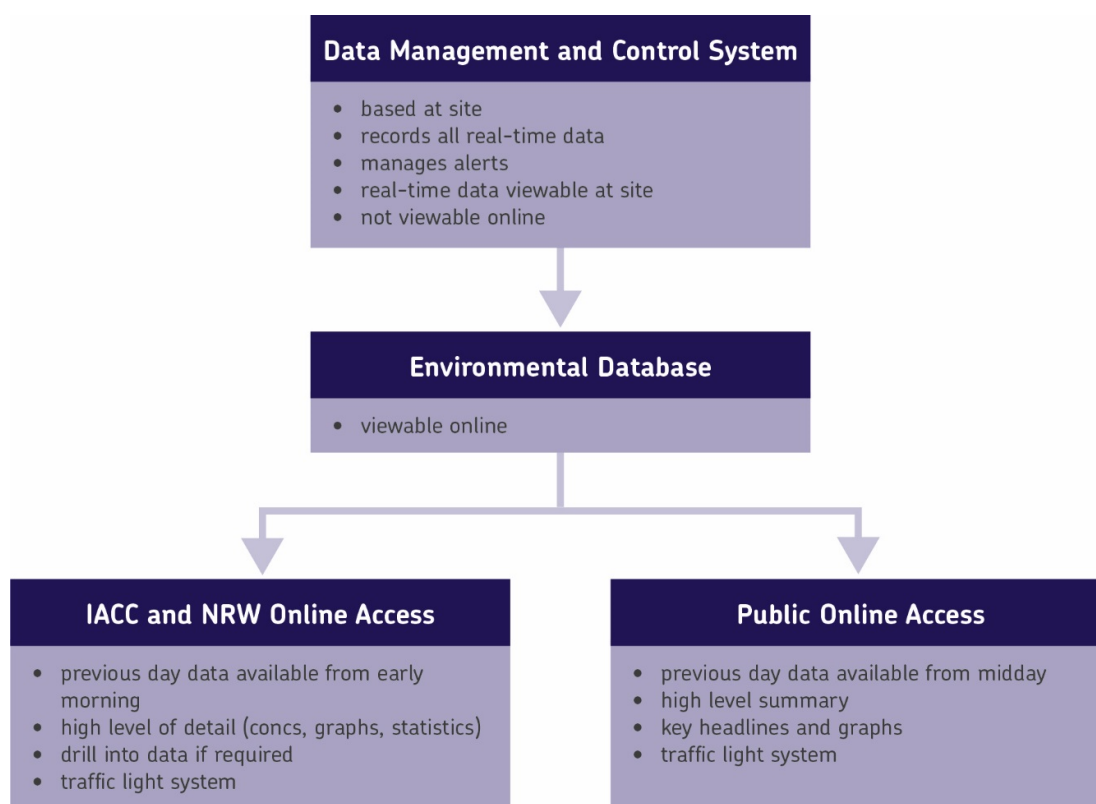 Data Management and Control System
• based at site
• records all real-time data
• manages alerts
• real-time data viewable at site
• not viewable online
Environmental Database
• viewable online
IACC and NRW Online Access
• previous day data available from early
morning
• high level of detail (concs, graphs, statistics)
• drill into data if required
• traffic light system
Public Online Access
• previous day data available from midday
• high level summary
• key headlines and graphs
• traffic light system